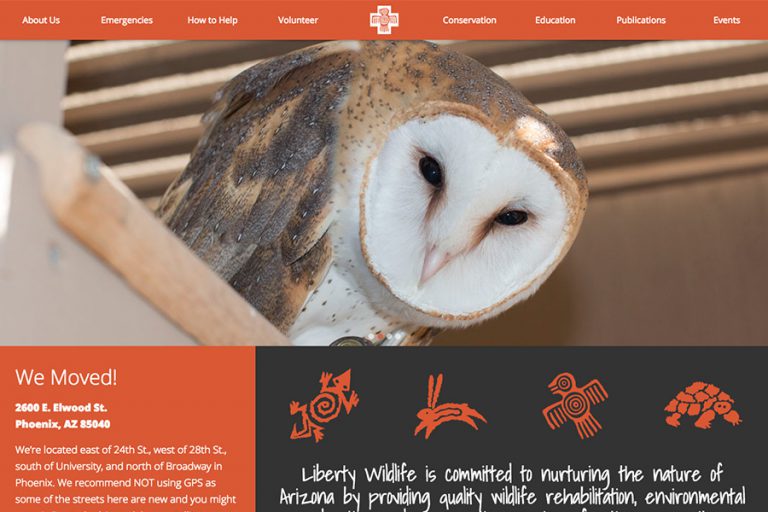 About Us Emergencies How to Help Volunteer Conservation Education Publications Events
We Moved!
2600 E. Elwood St.
Phoenix, AZ 85040
We're located east of 24th St., west of 28th St.,
south of University, and north of Broadway in
Phoenix. We recommend NOT using GPS as
some of the streets here are new and you might
Liberty Wildlife is committed to nurturing the nature of
Arizona by providing quality wildlife rehabilitation, environmental